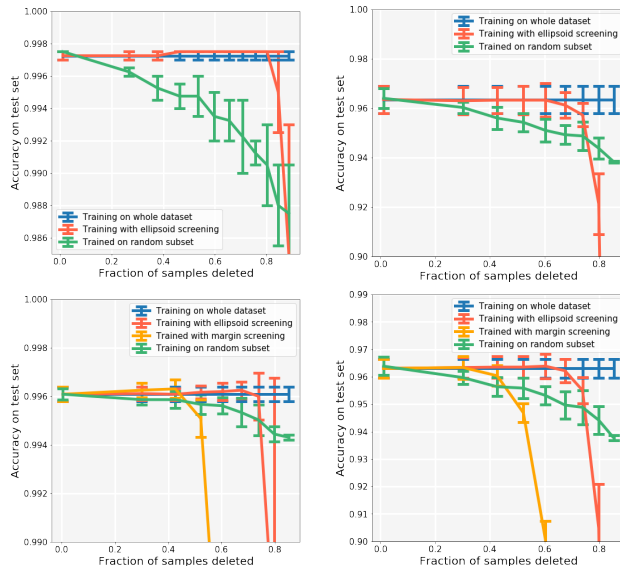 1.000
0.998
0.996
0.994
0.992
0.990
0.988
0.986
Accuracy on test set
0.0 0.2 0.4 0.6 0.8
Fraction of samples deleted
Training on whole dataset
Training with ellipsoid screening
Trained on random subset
1.00
0.98
0.96
0.94
0.92
0.90
Accuracy on test set
0.0 0.2 0.4 0.6 0.8
Fraction of samples deleted
Training on whole dataset
Training with ellipsoid screening
Trained on random subset
1.000
0.998
0.996
0.994
0.992
0.990
Accuracy on test set
0.0 0.2 0.4 0.6 0.8
Fraction of samples deleted
Training on whole dataset
Training with ellipsoid screening
Trained with margin screening
Training on random subset
0.99
0.98
0.97
0.96
0.95
0.94
0.93
0.92
0.91
0.90
Accuracy on test set
0.0 0.2 0.4 0.6 0.8
Fraction of samples deleted
Training on whole dataset
Training with ellipsoid screening
Trained with margin screening
Training on random subset